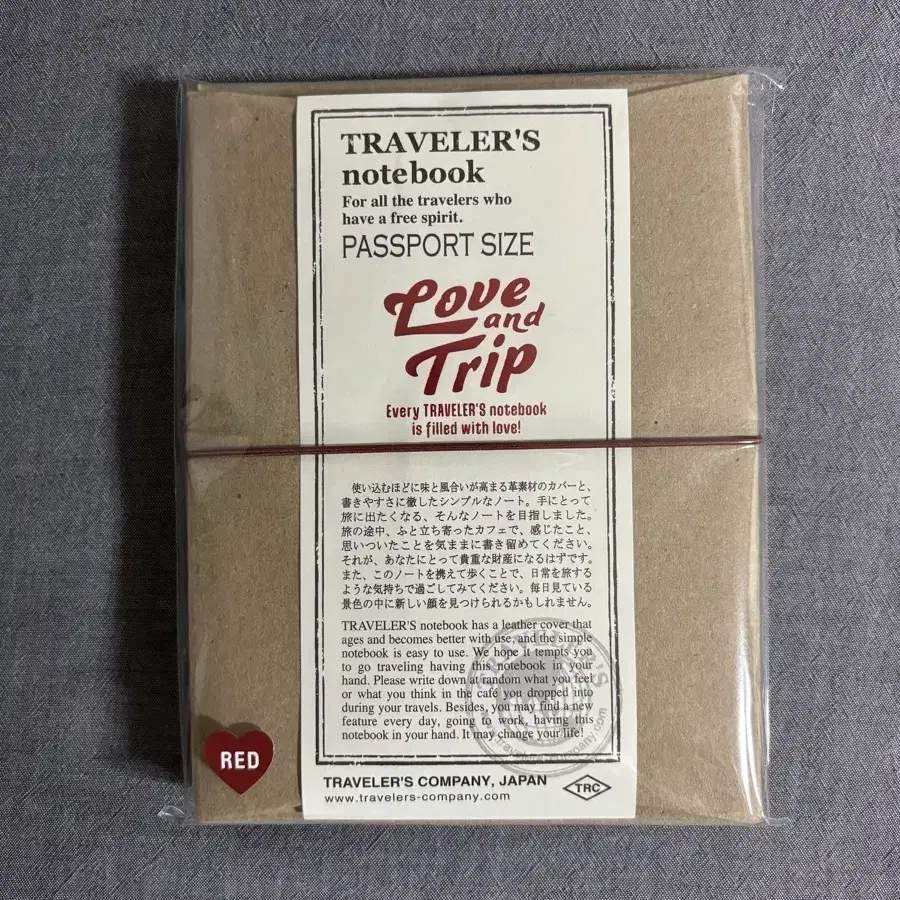 TRAVELER'S
notebook
For all the travelers who
have a free spirit.
PASSPORT SIZE
Love
and
Trip
Every TRAVELER'S notebook
is filled with love!
使い込むほどに味と風合いが高まる革素材のカバーと、
書きやすさに徹したシンプルなノート。手にとって
旅に出たくなる、そんなノートを目指しました。
旅の途中、ふと立ち寄ったカフェで、感じたこと、
思いついたことを気ままに書き留めてください。
それが、あなたにとって貴重な財産になるはずです。
また、このノートを携えて歩くことで、日常を旅する
ような気持ちで過ごしてみてください。毎日見ている
景色の中に新しい顔を見つけられるかもしれません。
TRAVELER'S notebook has a leather cover that
ages and becomes better with use, and the simple
notebook is easy to use. We hope it tempts you
to go traveling having this notebook in your
hand. Please write down at random what you feel
or what you think in the café you dropped into
during your travels. Besides, you may find a new
feature every day, going to work, having this
notebook in your hand. It may change your life!
TRAVELER'S
RED
TRAVELER'S COMPANY, JAPAN
TRC
www.travelers-company.com